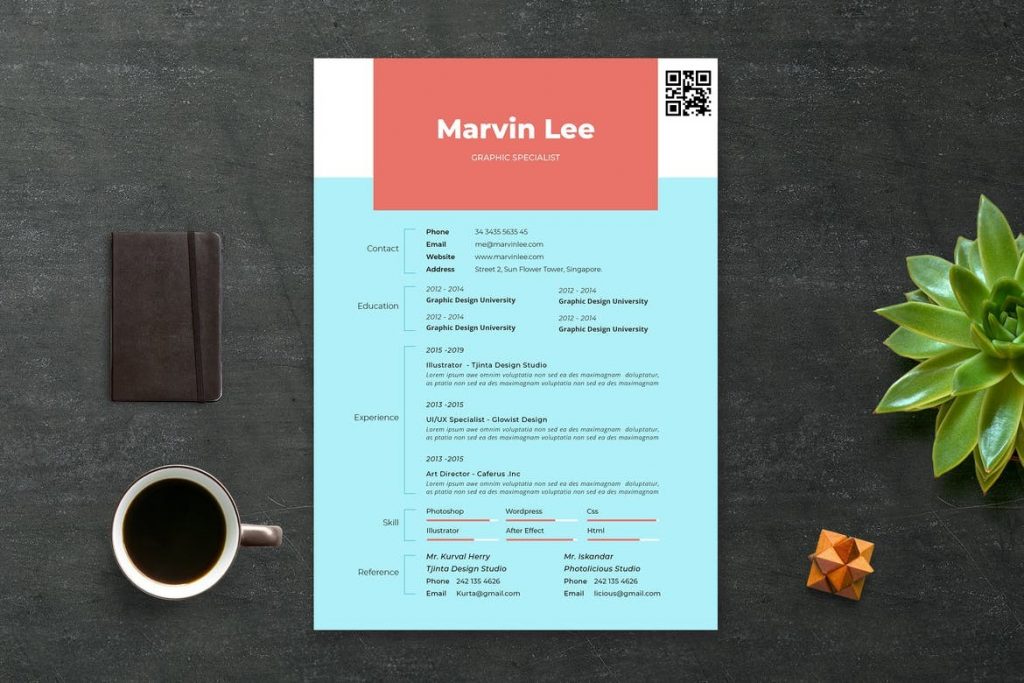 Marvin Lee
GRAPHIC SPECIALIST
Contact
Phone 34 3435 5635 45
Email me@marvinlee.com
Website www.marvinlee.com
Address Street 2, Sun Flower Tower, Singapore.
Education
2012 - 2014
Graphic Design University
2012 - 2014
Graphic Design University
2012 - 2014
Graphic Design University
2012 - 2014
Graphic Design University
Experience
2015 -2019
Illustrator - Tjinta Design Studio
Lorem ipsum awe omnim voluptatia non sed ea des maximagnam doluptatur,
as ptatia non sed ea des maximagnam voluptatia non sed ea des maximagnam
2013 -2015
UI/UX Specialist - Glowist Design
Lorem ipsum awe omnim voluptatia non sed ea des maximagnam doluptatur,
as ptatia non sed ea des maximagnam voluptatia non sed ea des maximagnam
2013 -2015
Art Director - Caferus .Inc
Lorem ipsum awe omnim voluptatia non sed ea des maximagnam doluptatur,
as ptatia non sed ea des maximagnam voluptatia non sed ea des maximagnam
Skill
Photoshop Wordpress Css
Illustrator After Effect Html
Reference
Mr. Kurval Herry
Tjinta Design Studio
Phone 242 135 4626
Email Kurta@gmail.com
Mr. Iskandar
Photolicious Studio
Phone 242 135 4626
Email licious@gmail.com